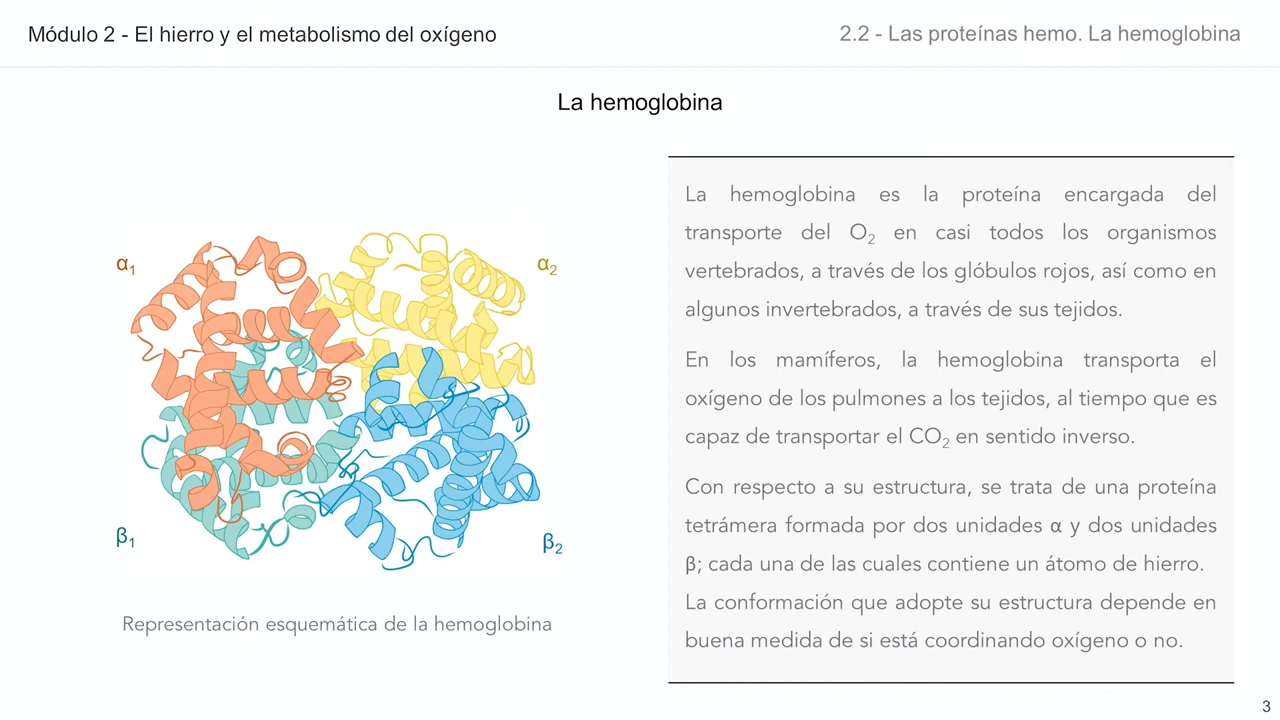 Módulo 2 - El hierro y el metabolismo del oxígeno
2.2 - Las proteínas hemo. La hemoglobina
La hemoglobina
α₁
α₂
β₁
β₂
Representación esquemática de la hemoglobina
La hemoglobina es la proteína encargada del
transporte del O₂ en casi todos los organismos
vertebrados, a través de los glóbulos rojos, así como en
algunos invertebrados, a través de sus tejidos.
En los mamíferos, la hemoglobina transporta el
oxígeno de los pulmones a los tejidos, al tiempo que es
capaz de transportar el CO₂ en sentido inverso.
Con respecto a su estructura, se trata de una proteína
tetrámera formada por dos unidades α y dos unidades
β; cada una de las cuales contiene un átomo de hierro.
La conformación que adopte su estructura depende en
buena medida de si está coordinando oxígeno o no.
3